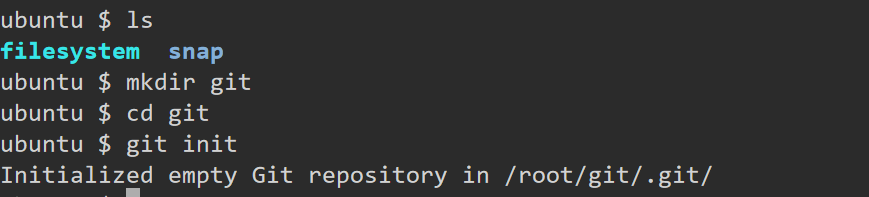 ubuntu $ ls
filesystem  snap
ubuntu $ mkdir git
ubuntu $ cd git
ubuntu $ git init
Initialized empty Git repository in /root/git/.git/